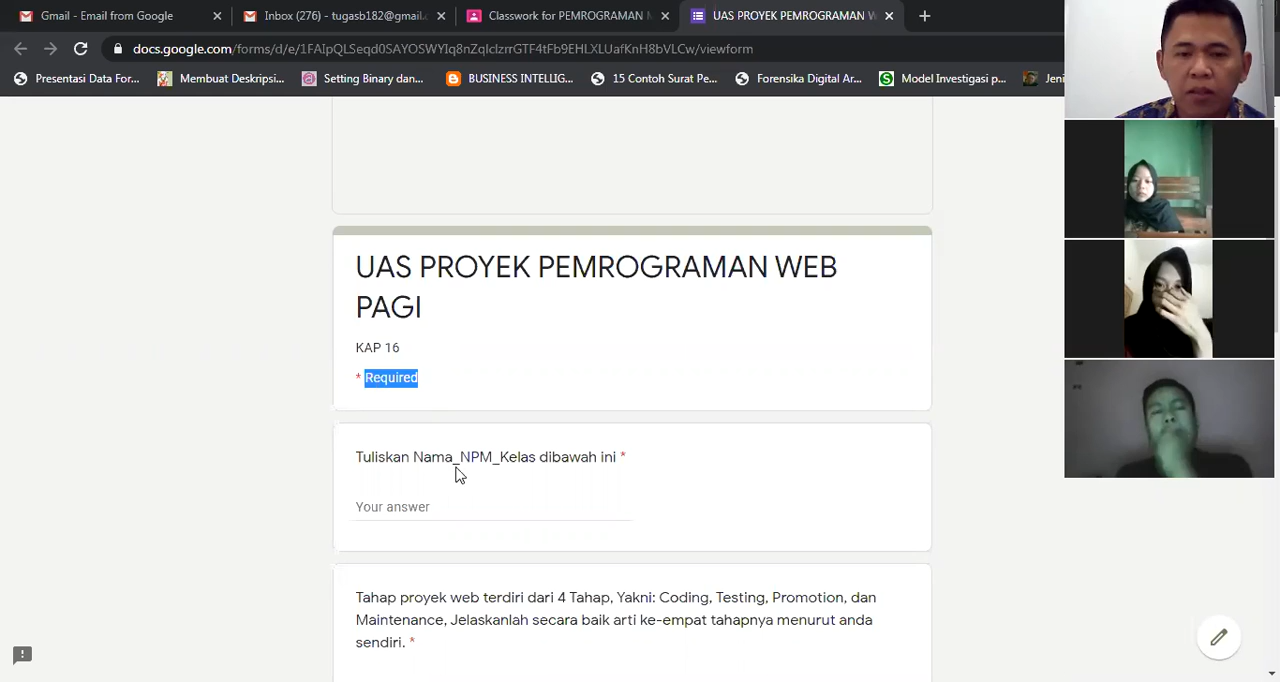 Gmail - Email from Google
Inbox (276) - tugasb182@gmail.c
Classwork for PEMROGRAMAN
UAS PROYEK PEMROGRAMAN W
docs.google.com/forms/d/e/1FAIpQLSeqd0SAYOSWYIq8nZqIcIzrrGTF4tFb9EHLXLUafKnH8bVLCw/viewform
Presentasi Data For...
Membuat Deskripsi...
Setting Binary dan...
BUSINESS INTELLIG...
15 Contoh Surat Pe...
Forensika Digital Ar...
Model Investigasi p...
Jeni
UAS PROYEK PEMROGRAMAN WEB
PAGI
KAP 16
* Required
Tuliskan Nama_NPM_Kelas dibawah ini *
Your answer
Tahap proyek web terdiri dari 4 Tahap, Yakni: Coding, Testing, Promotion, dan
Maintenance, Jelaskanlah secara baik arti ke-empat tahapnya menurut anda
sendiri. *